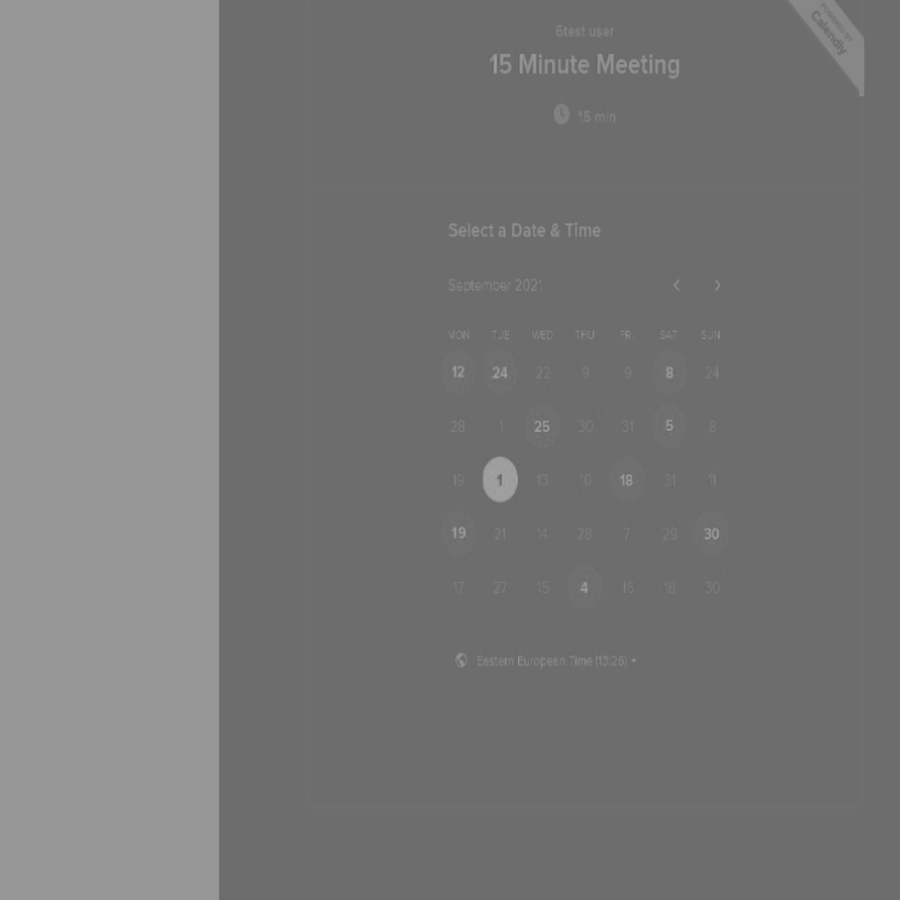 6test user
POWERED BY
Calendly
15 Minute Meeting
15 min
Select a Date & Time
September 2021
MON TUE WED THU FRI SAT SUN
12 24 22 9 9 8 24
28 1 25 30 31 5 8
19 1 13 10 18 31 11
19 21 14 28 7 29 30
17 27 15 4 16 18 30
Eastern European Time (13:26)